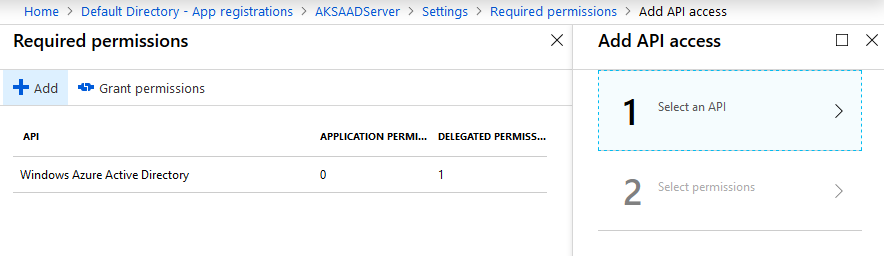 Home > Default Directory - App registrations > AKSAADServer > Settings > Required permissions > Add API access
Required permissions
Add
Grant permissions
API APPLICATION PERMI... DELEGATED PERMISS...
Windows Azure Active Directory 0 1
Add API access
1 Select an API
2 Select permissions